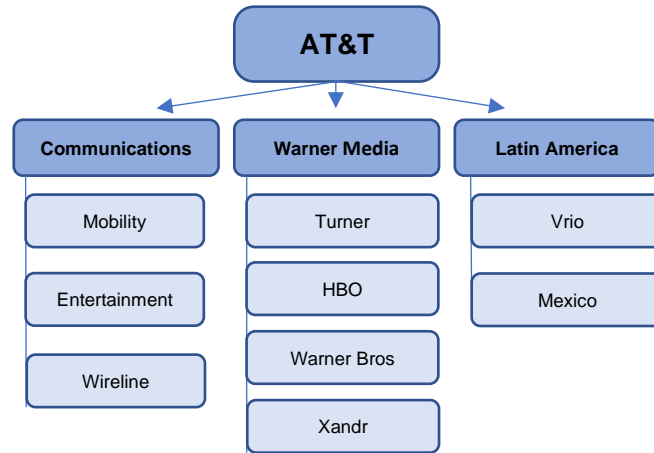 AT&T
Communications
Warner Media
Latin America
Mobility
Turner
Vrio
Entertainment
HBO
Mexico
Wireline
Warner Bros
Xandr